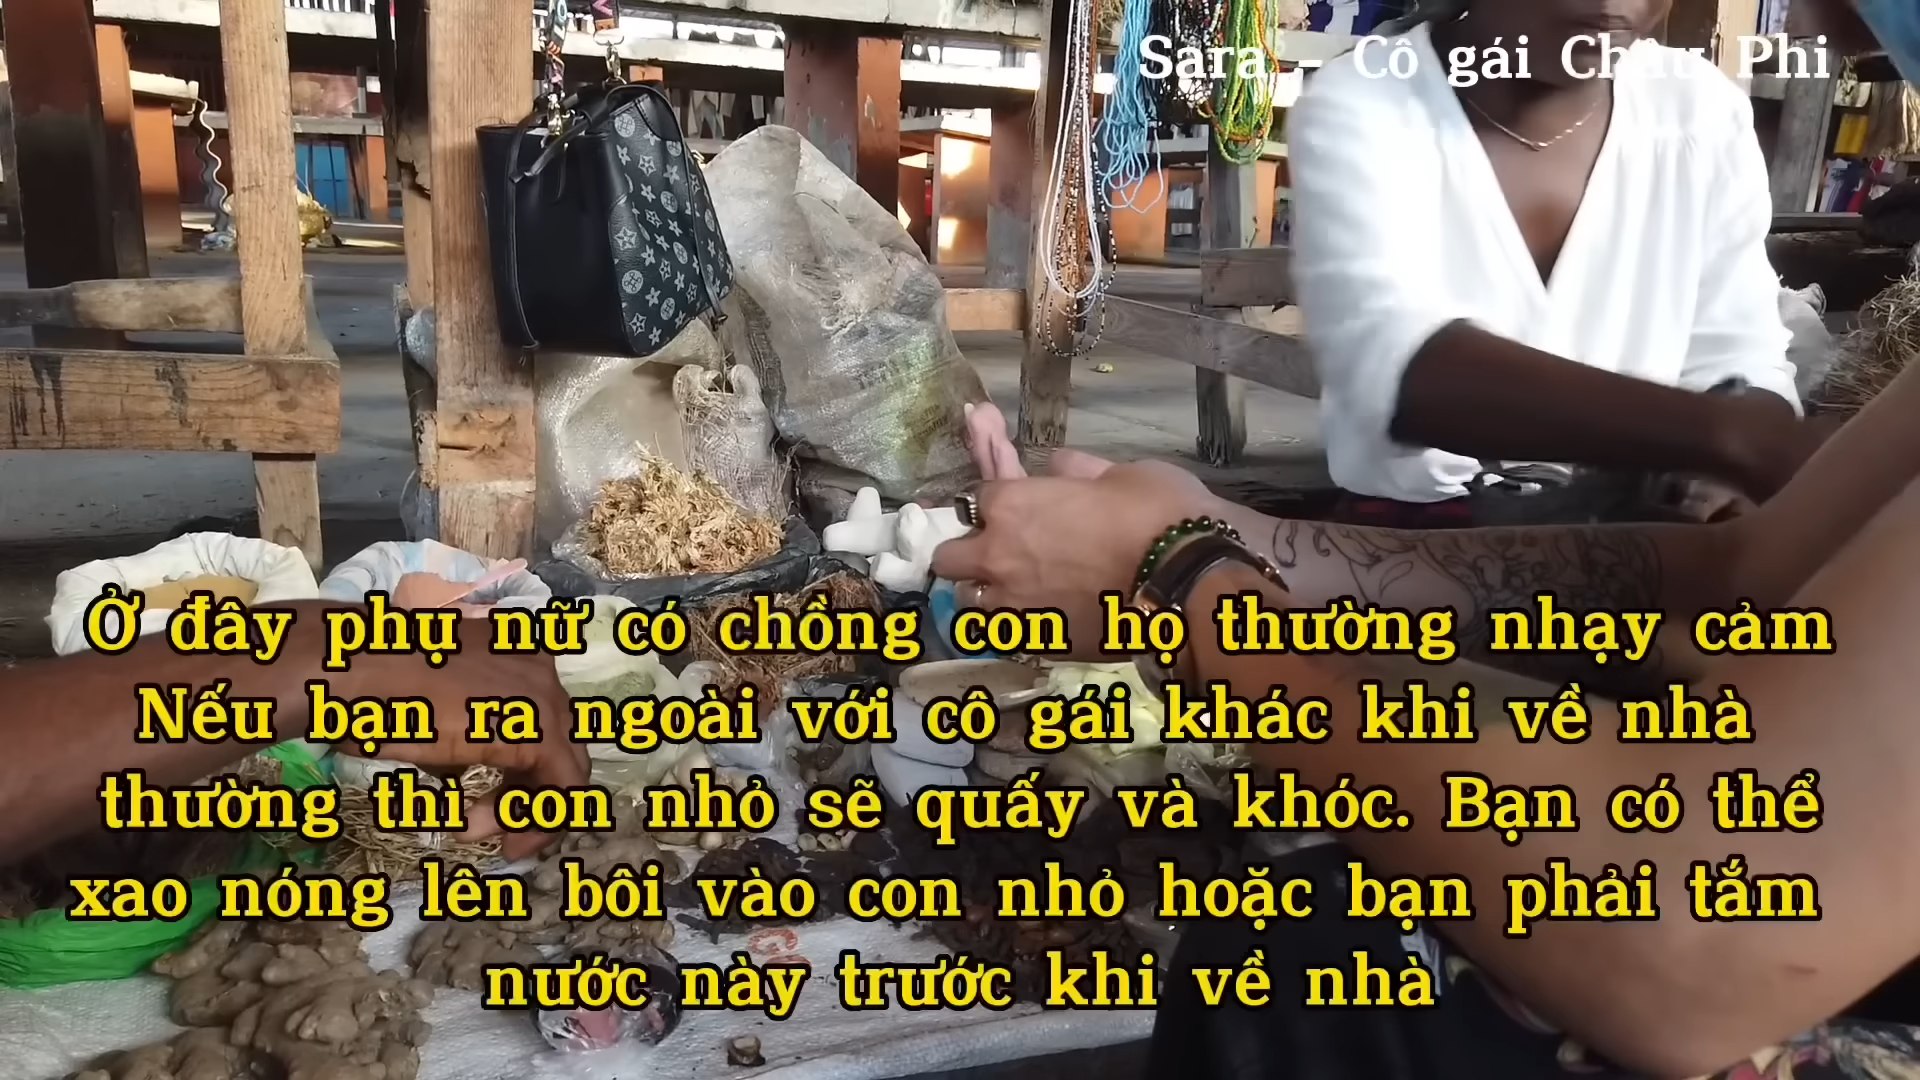 Sara - Cô gái Châu Phi
Ở đây phụ nữ có chồng con họ thường nhạy cảm
Nếu bạn ra ngoài với cô gái khác khi về nhà
thường thì con nhỏ sẽ quấy và khóc. Bạn có thể
xao nóng lên bôi vào con nhỏ hoặc bạn phải tắm
nước này trước khi về nhà